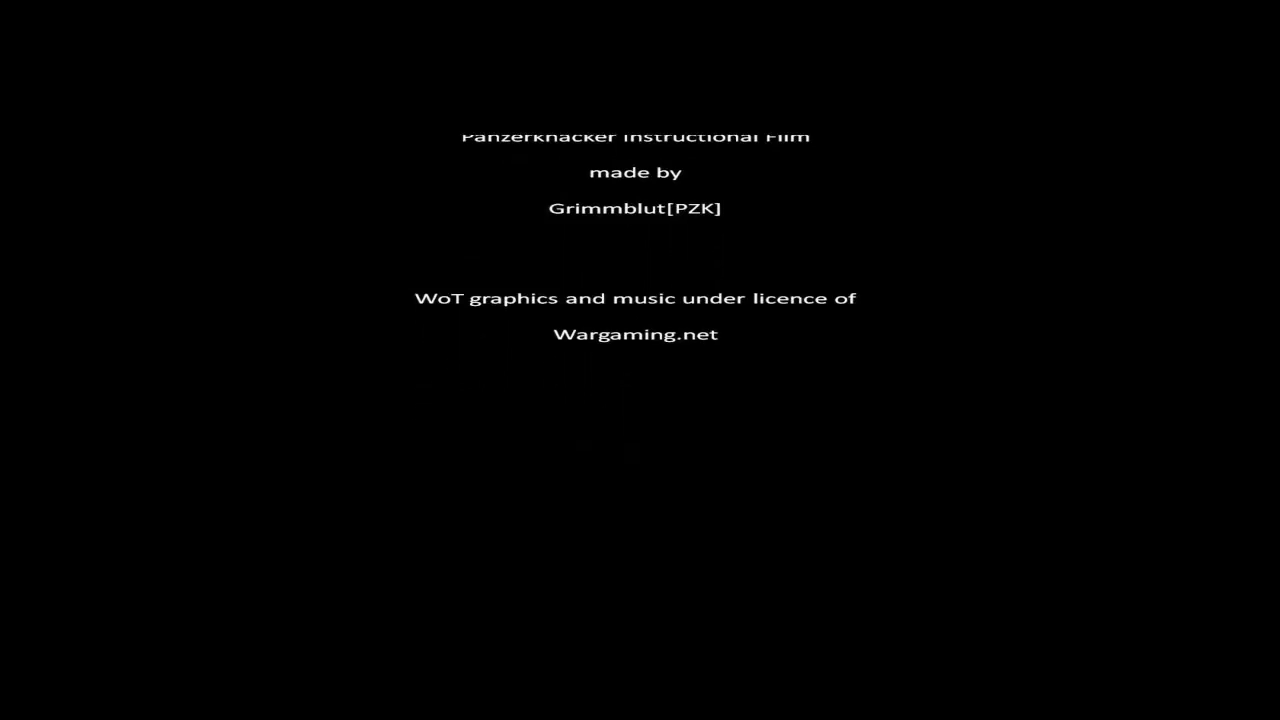 Panzerknacker Instructional Film
made by
Grimmblut[PZK]
WoT graphics and music under licence of
Wargaming.net